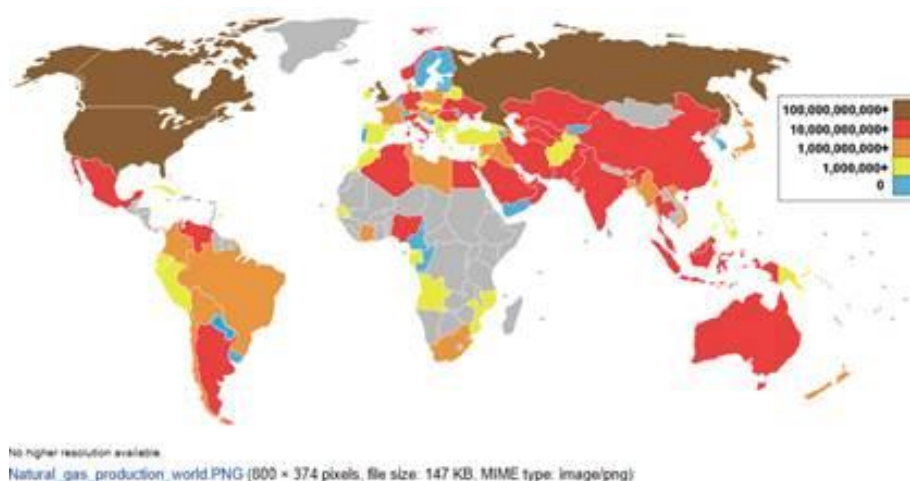 100,000,000,000+
10,000,000,000+
1,000,000,000+
1,000,000+
0
No higher resolution available.
Natural_gas_production_world.PNG (800 × 374 pixels, file size: 147 KB, MIME type: image/png)